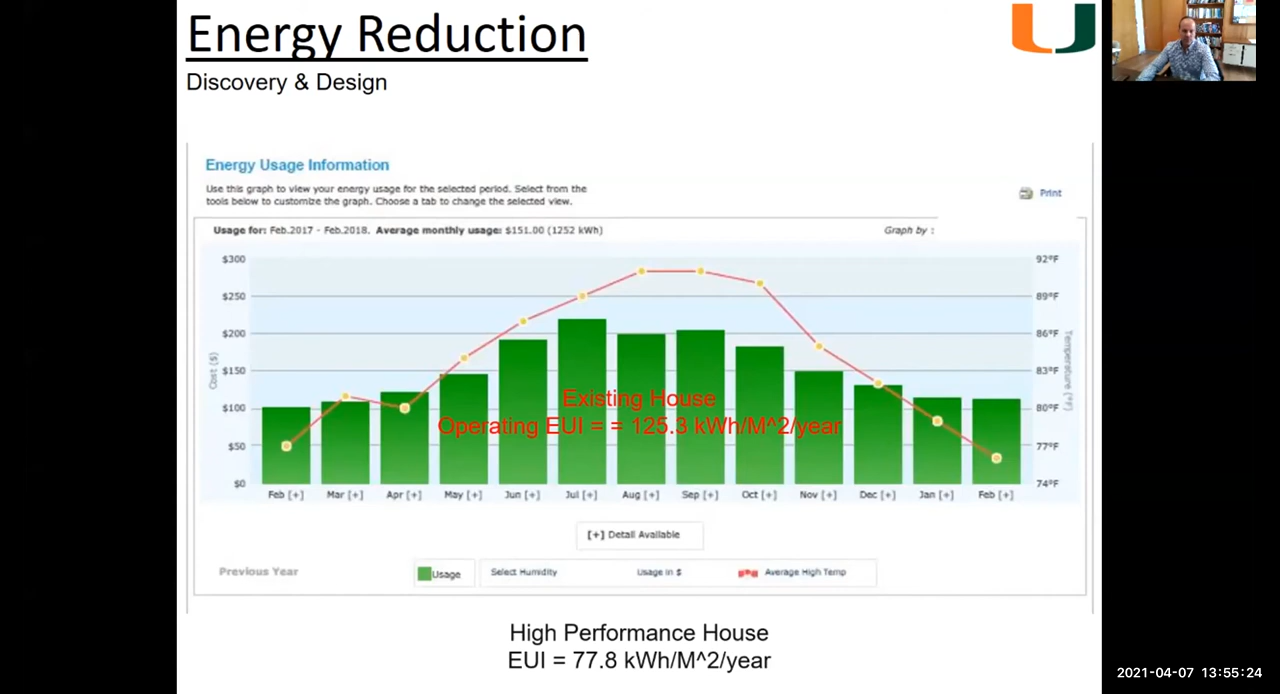 Energy Reduction
Discovery & Design
U
Energy Usage Information
Use this graph to view your energy usage for the selected period. Select from the
tools below to customize the graph. Choose a tab to change the selected view.
Print
Usage for: Feb.2017 - Feb.2018. Average monthly usage: $151.00 (1252 kWh)
Graph by :
$300
$250
$200
$150
$100
$50
$0
Cost ($)
92°F
89°F
86°F
83°F
80°F
77°F
74°F
Temperature (°F)
Existing House
Operating EUI = = 125.3 kWh/M^2/year
Feb [+] Mar [+] Apr [+] May [+] Jun [+] Jul [+] Aug [+] Sep [+] Oct [+] Nov [+] Dec [+] Jan [+] Feb [+]
[+] Detail Available
Previous Year
Usage
Select Humidity
Usage in $
Average High Temp
High Performance House
EUI = 77.8 kWh/M^2/year
2021-04-07 13:55:24